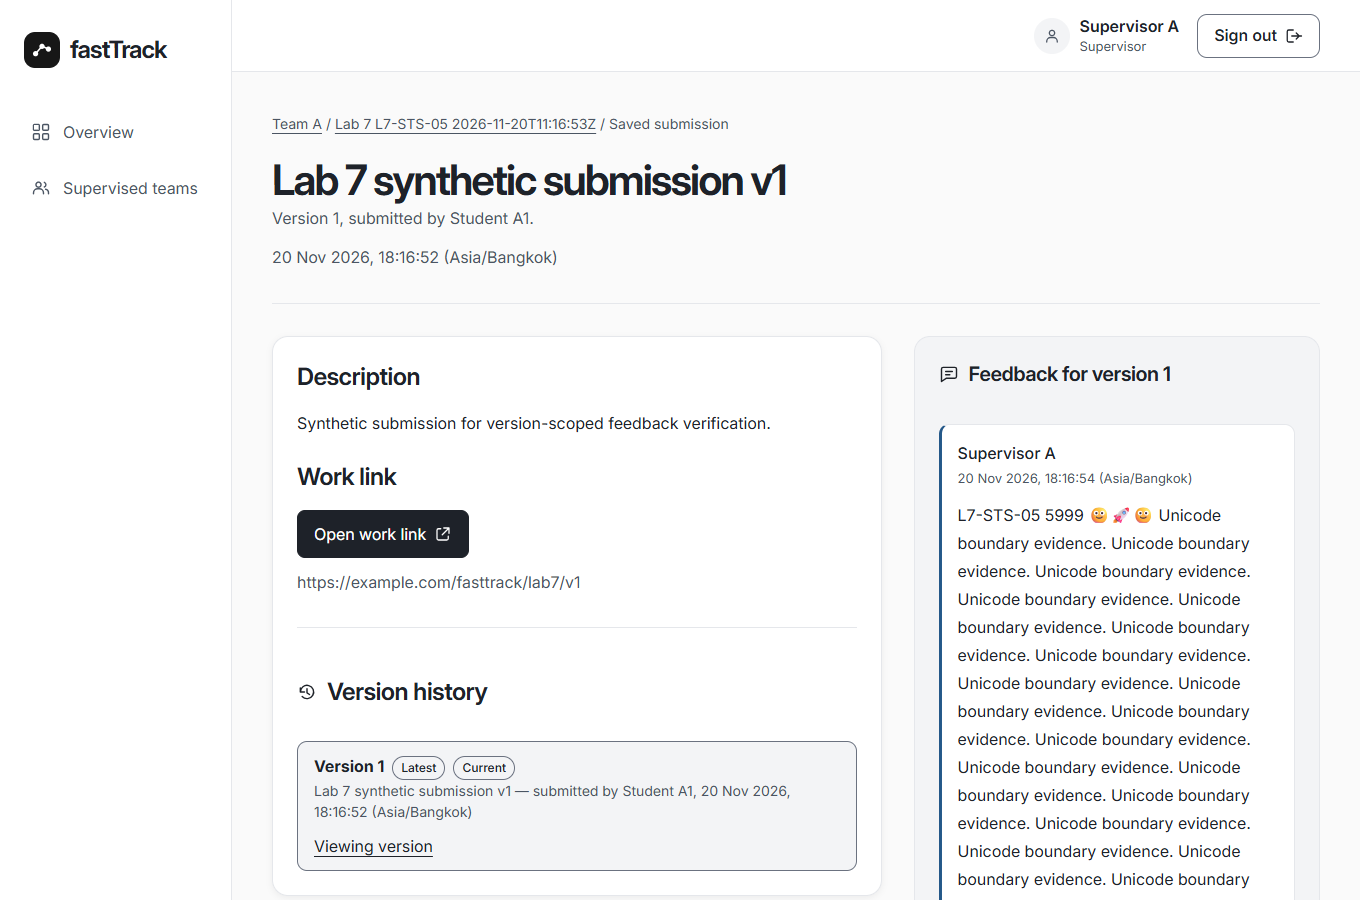 fastTrack
Overview
Supervised teams
Supervisor A
Supervisor
Sign out
Team A / Lab 7 L7-STS-05 2026-11-20T11:16:53Z / Saved submission
Lab 7 synthetic submission v1
Version 1, submitted by Student A1.
20 Nov 2026, 18:16:52 (Asia/Bangkok)
Description
Synthetic submission for version-scoped feedback verification.
Work link
Open work link
https://example.com/fasttrack/lab7/v1
Version history
Version 1 Latest Current
Lab 7 synthetic submission v1 — submitted by Student A1, 20 Nov 2026,
18:16:52 (Asia/Bangkok)
Viewing version
Feedback for version 1
Supervisor A
20 Nov 2026, 18:16:54 (Asia/Bangkok)
L7-STS-05 5999 🙂🚀🙂 Unicode
boundary evidence. Unicode boundary
evidence. Unicode boundary evidence.
Unicode boundary evidence. Unicode
boundary evidence. Unicode boundary
evidence. Unicode boundary evidence.
Unicode boundary evidence. Unicode
boundary evidence. Unicode boundary
evidence. Unicode boundary evidence.
Unicode boundary evidence. Unicode
boundary evidence. Unicode boundary
evidence. Unicode boundary evidence.
Unicode boundary evidence. Unicode
boundary evidence. Unicode boundary